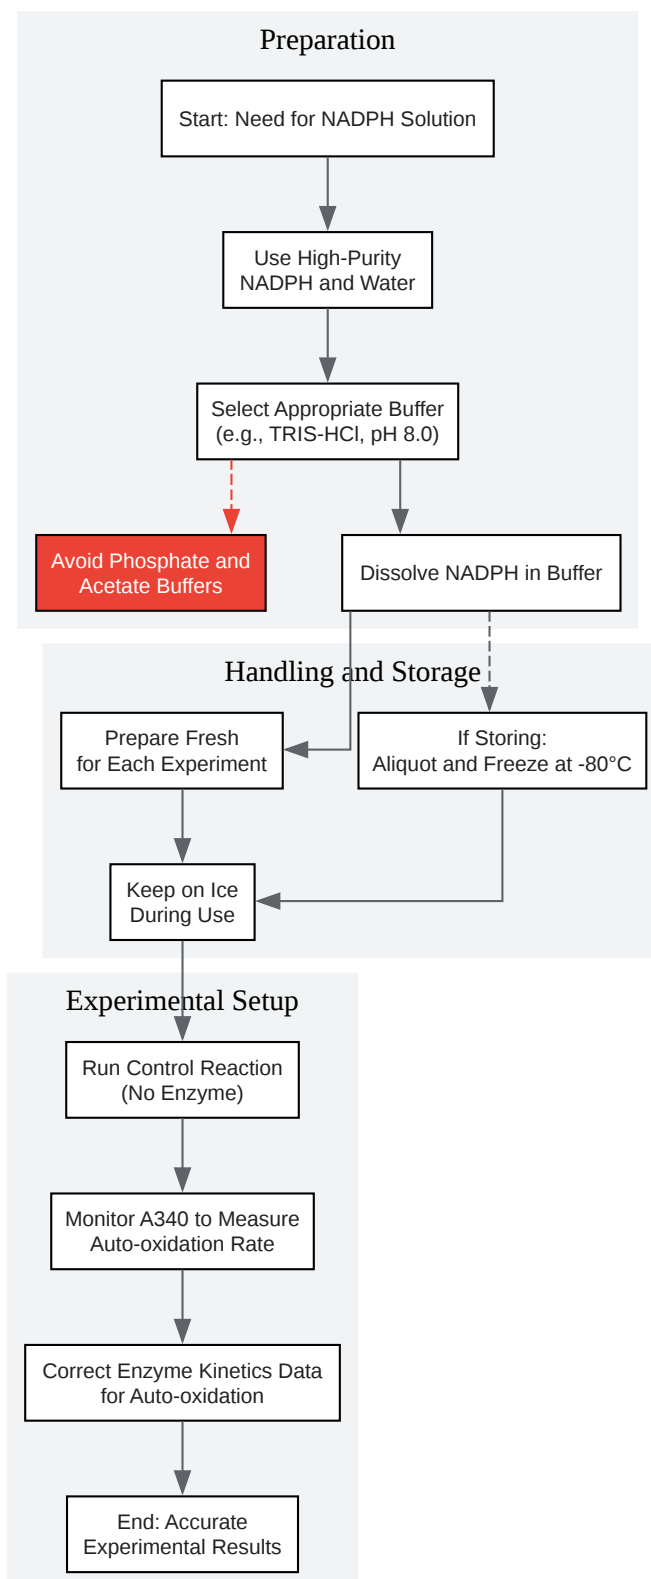 Preparation
Start: Need for NADPH Solution
Use High-Purity
NADPH and Water
Select Appropriate Buffer
(e.g., TRIS-HCl, pH 8.0)
Avoid Phosphate and
Acetate Buffers
Dissolve NADPH in Buffer
Handling and Storage
Prepare Fresh
for Each Experiment
If Storing:
Aliquot and Freeze at -80°C
Keep on Ice
During Use
Experimental Setup
Run Control Reaction
(No Enzyme)
Monitor A340 to Measure
Auto-oxidation Rate
Correct Enzyme Kinetics Data
for Auto-oxidation
End: Accurate
Experimental Results